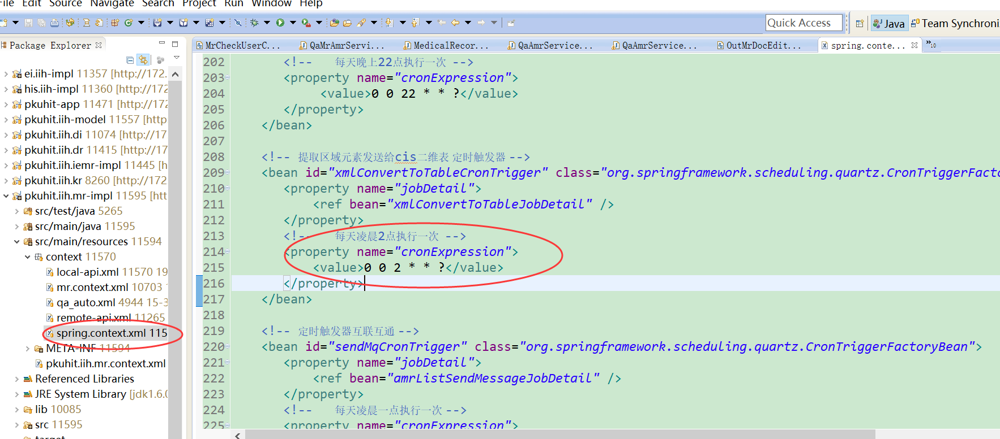 File Edit Source Navigate Search Project Run Window Help
Quick Access
Java
Team Synchroni
Package Explorer
MrCheckUserC...
QaMrAmrServi...
MedicalRecor...
QaAmrService...
QaAmrService...
OutMrDocEdit...
spring.conte...
»10
ei.iih-impl 11357 [http://172.
his.iih-impl 11360 [http://172
pkuhit-app 11471 [http://172
pkuhit.iih-model 11557 [http
pkuhit.iih.di 11074 [http://17
pkuhit.iih.dr 11415 [http://17
pkuhit.iih.iemr-impl 11445 [h
pkuhit.iih.kr 8260 [http://172
pkuhit.iih.mr-impl 11595 [htt
src/test/java 5265
src/main/java 11595
src/main/resources 11594
context 11570
local-api.xml 11570 19
mr.context.xml 10703 1
qa_auto.xml 4944 15-3
remote-api.xml 11265
spring.context.xml 115
META-INF 11594
pkuhit.iih.mr.context.xml
Referenced Libraries
JRE System Library [jdk1.6.0
lib 10085
src 11595
target
202 <!-- 每天晚上22点执行一次 -->
203 <property name="cronExpression">
204 <value>0 0 22 * * ?</value>
205 </property>
206 </bean>
207
208 <!-- 提取区域元素发送给cis二维表 定时触发器 -->
209 <bean id="xmlConvertToTableCronTrigger" class="org.springframework.scheduling.quartz.CronTriggerFacto
210 <property name="jobDetail">
211 <ref bean="xmlConvertToTableJobDetail" />
212 </property>
213 <!-- 每天凌晨2点执行一次 -->
214 <property name="cronExpression">
215 <value>0 0 2 * * ?</value>
216 </property>
217 </bean>
218
219 <!-- 定时触发器互联互通 -->
220 <bean id="sendMqCronTrigger" class="org.springframework.scheduling.quartz.CronTriggerFactoryBean">
221 <property name="jobDetail">
222 <ref bean="amrListSendMessageJobDetail" />
223 </property>
224 <!-- 每天凌晨一点执行一次 -->
225 <property name="cronExpression">